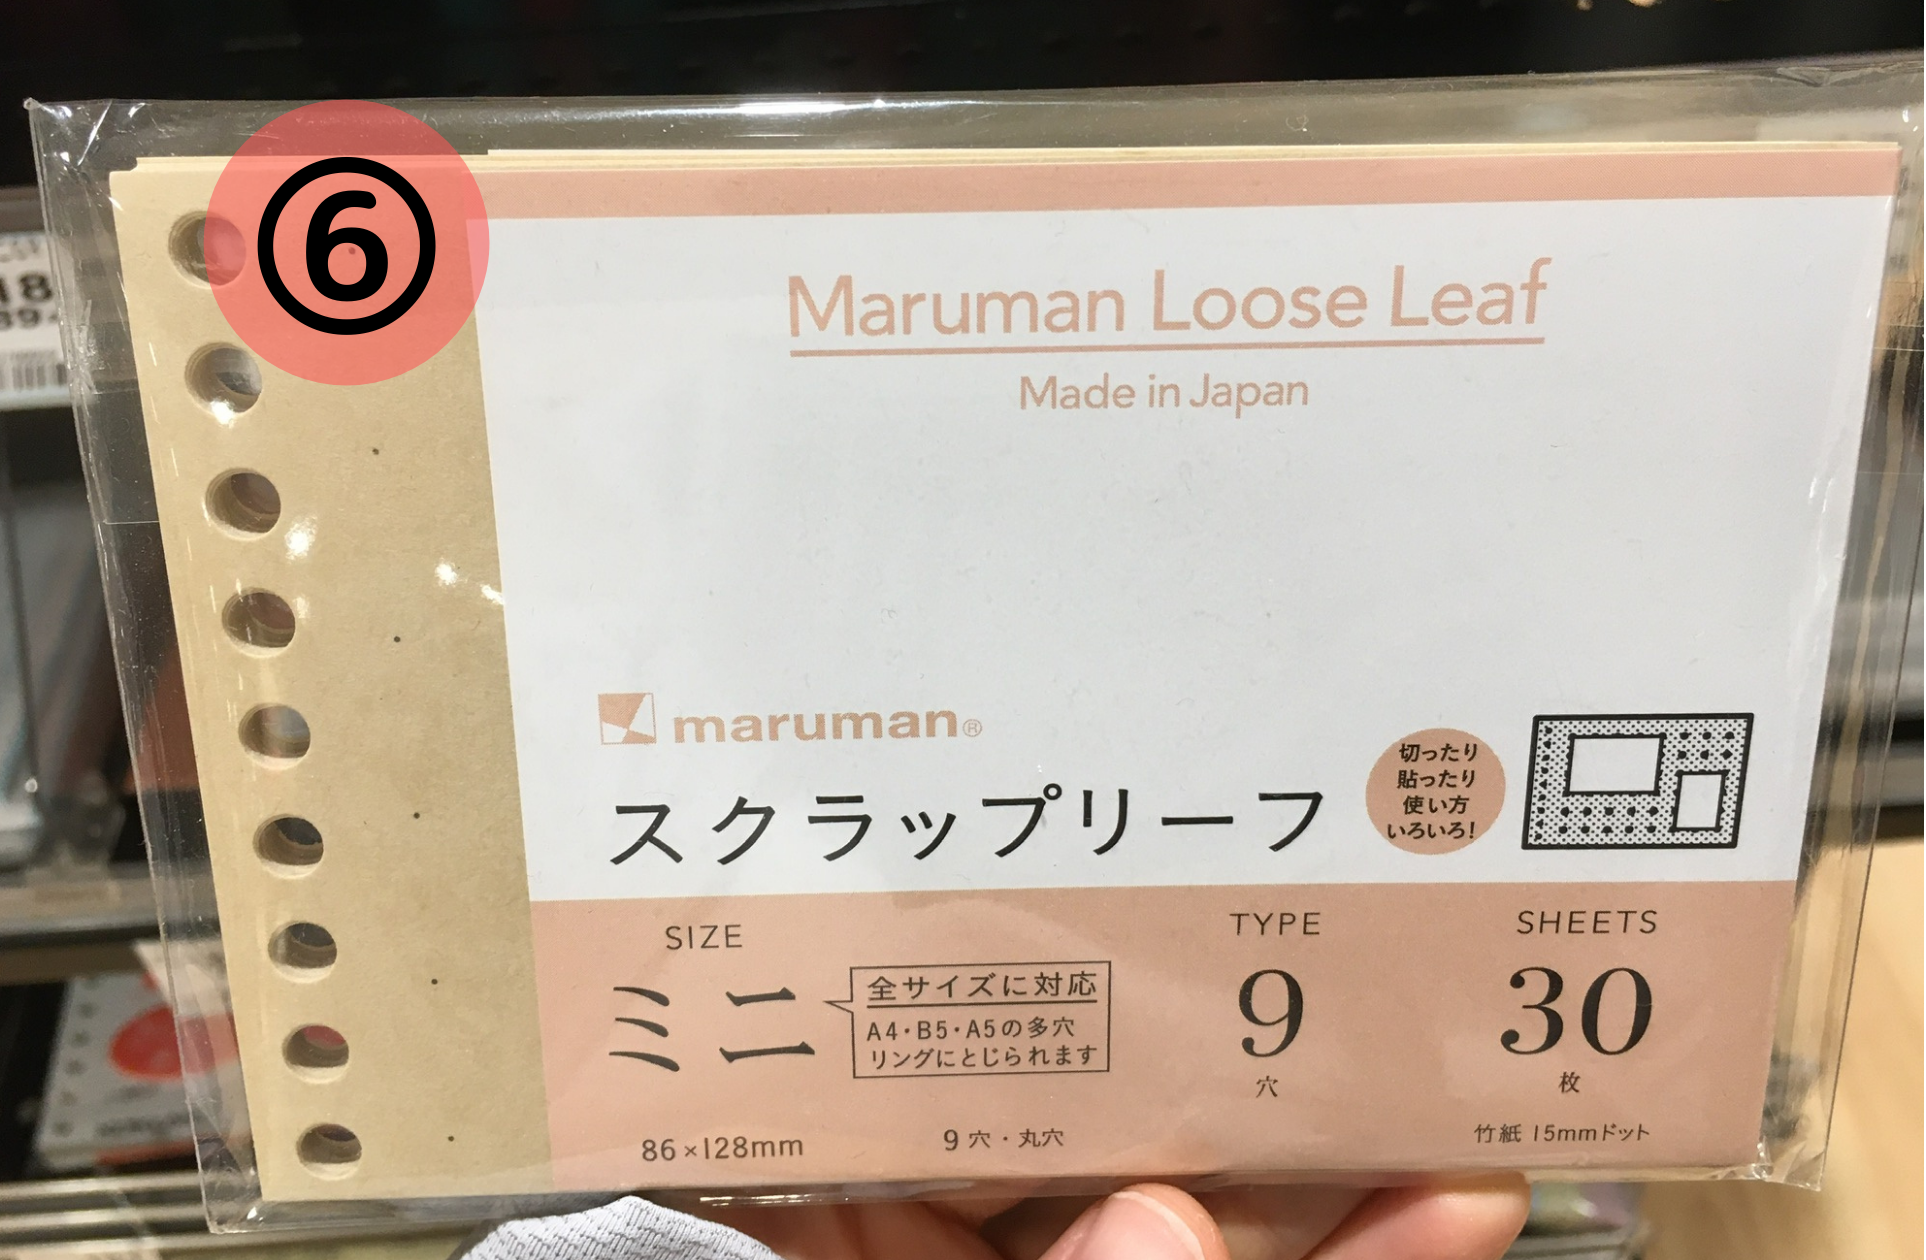 ⑥
Maruman Loose Leaf
Made in Japan
maruman®
スクラップリーフ
切ったり
貼ったり
使い方
いろいろ!
SIZE
ミニ
全サイズに対応
A4・B5・A5の多穴
リングにとじられます
86×128mm
TYPE
9
穴
9穴・丸穴
SHEETS
30
枚
竹紙 15mmドット